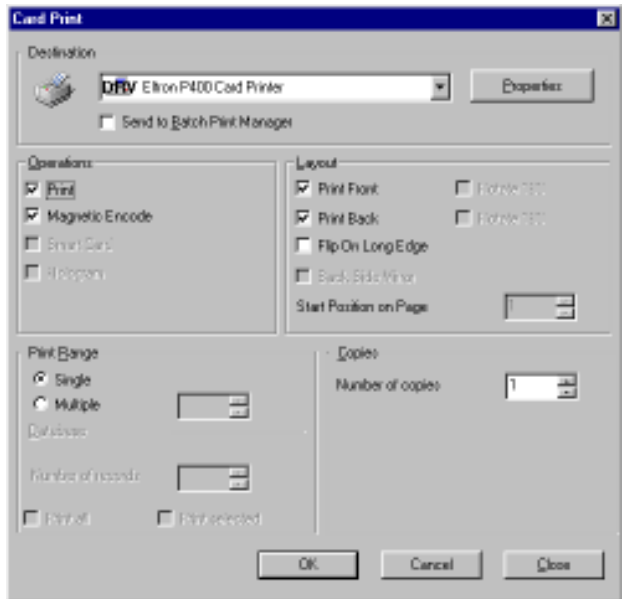 Card Print
Destination
DRV Eltron P400 Card Printer
Properties
Send to Batch Print Manager
Operations
Print
Magnetic Encode
Smart Card
Hologram
Layout
Print Front
Rotate 180
Print Back
Rotate 180
Flip On Long Edge
Back Side Mirror
Start Position on Page
1
Print Range
Single
Multiple
Database
Number of records
Print all
Print selected
Copies
Number of copies
1
OK
Cancel
Close